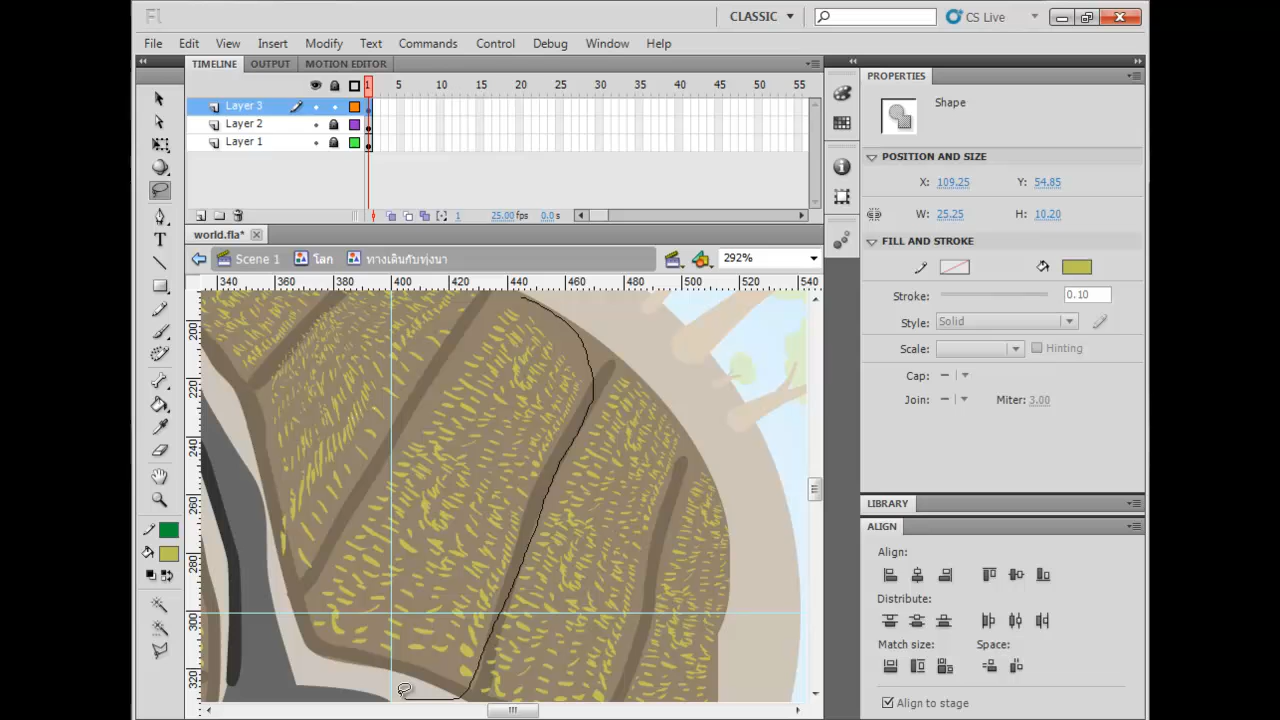 Fl
CLASSIC
CS Live
File Edit View Insert Modify Text Commands Control Debug Window Help
TIMELINE OUTPUT MOTION EDITOR
PROPERTIES
1 5 10 15 20 25 30 35 40 45 50 55
Layer 3
Layer 2
Layer 1
Shape
POSITION AND SIZE
X: 109.25 Y: 54.85
W: 25.25 H: 10.20
1 25.00fps 0.0s
world.fla*
FILL AND STROKE
Scene 1 โลก ทางเดินกับทุ่งนา 292%
340 360 380 400 420 440 460 480 500 520 540
Stroke: 0.10
Style: Solid
Scale: Hinting
Cap:
Join: Miter: 3.00
200
220
240
260
280
300
320
LIBRARY
ALIGN
Align:
Distribute:
Match size: Space:
Align to stage